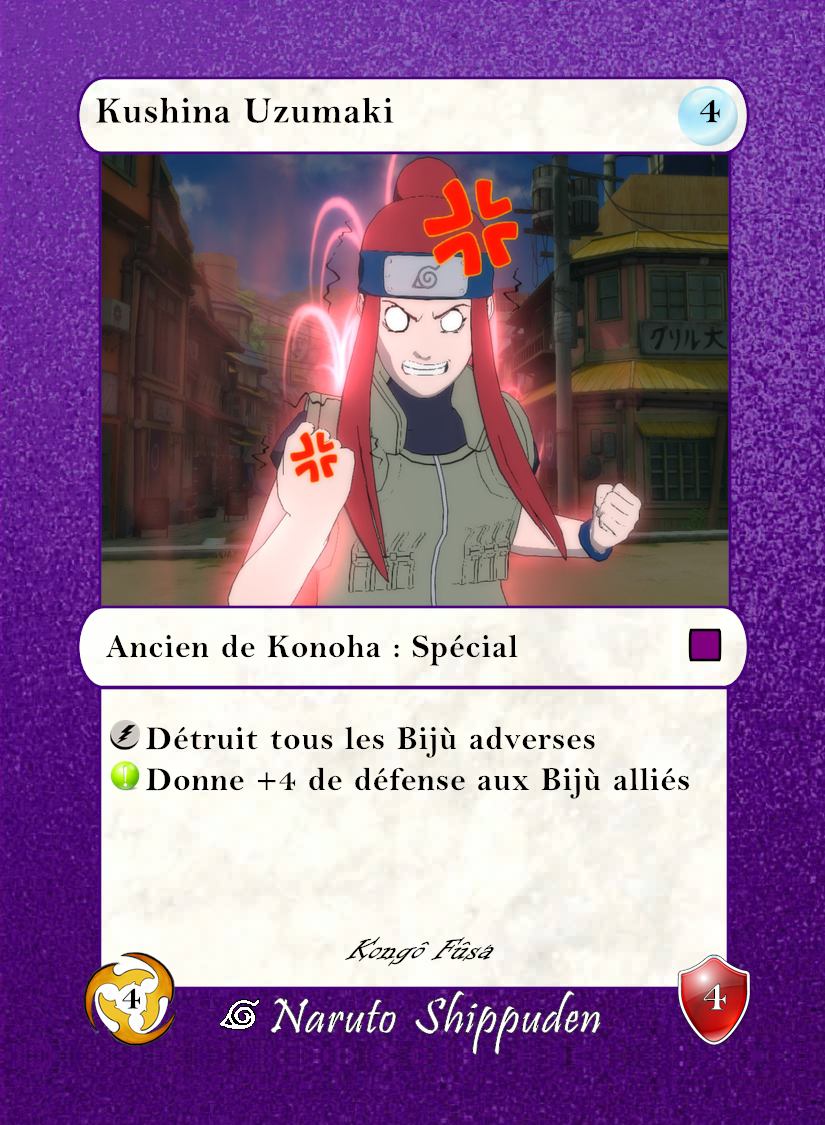 Kushina Uzumaki
4
グリル大
Ancien de Konoha : Spécial
Détruit tous les Bijù adverses
Donne +4 de défense aux Bijù alliés
Kongô Fûsa
4
Naruto Shippuden
4